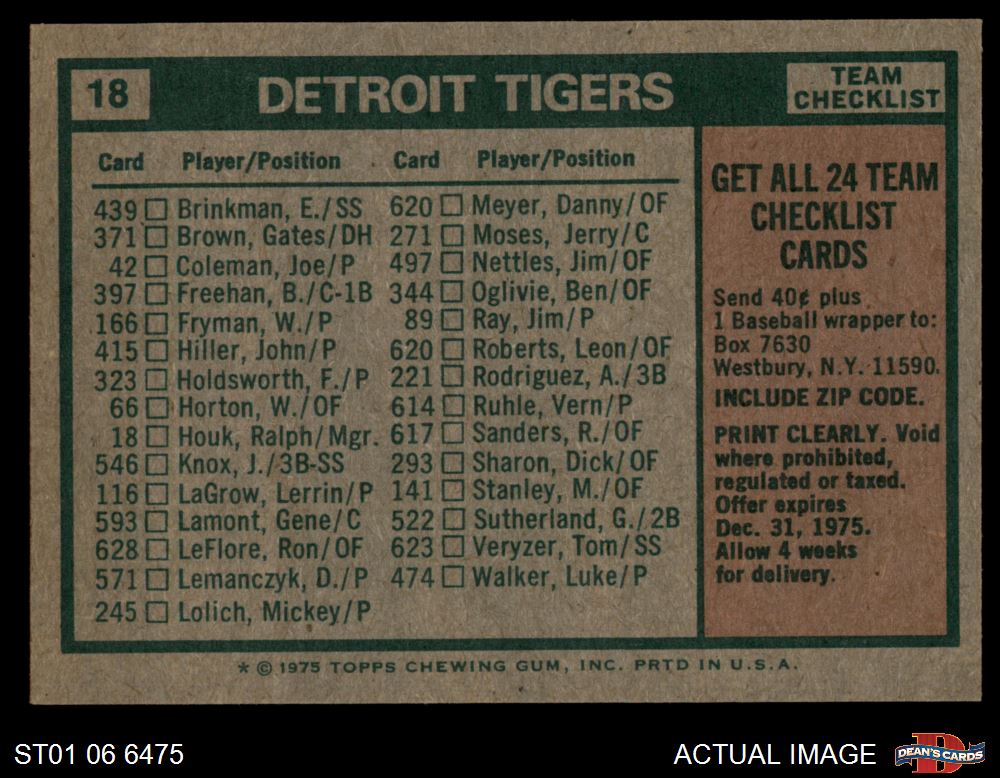 18 DETROIT TIGERS TEAM CHECKLIST
Card Player/Position Card Player/Position
439 Brinkman, E./SS 620 Meyer, Danny/OF
371 Brown, Gates/DH 271 Moses, Jerry/C
42 Coleman, Joe/P 497 Nettles, Jim/OF
397 Freehan, B./C-1B 344 Oglivie, Ben/OF
166 Fryman, W./P 89 Ray, Jim/P
415 Hiller, John/P 620 Roberts, Leon/OF
323 Holdsworth, F./P 221 Rodriguez, A./3B
66 Horton, W./OF 614 Ruhle, Vern/P
18 Houk, Ralph/Mgr. 617 Sanders, R./OF
546 Knox, J./3B-SS 293 Sharon, Dick/OF
116 LaGrow, Lerrin/P 141 Stanley, M./OF
593 Lamont, Gene/C 522 Sutherland, G./2B
628 LeFlore, Ron/OF 623 Veryzer, Tom/SS
571 Lemanczyk, D./P 474 Walker, Luke/P
245 Lolich, Mickey/P
GET ALL 24 TEAM
CHECKLIST
CARDS
Send 40¢ plus
1 Baseball wrapper to:
Box 7630
Westbury, N.Y. 11590.
INCLUDE ZIP CODE.
PRINT CLEARLY. Void
where prohibited,
regulated or taxed.
Offer expires
Dec. 31, 1975.
Allow 4 weeks
for delivery.
* © 1975 TOPPS CHEWING GUM, INC. PRTD IN U.S.A.
ST01 06 6475 ACTUAL IMAGE D DEAN'S CARDS